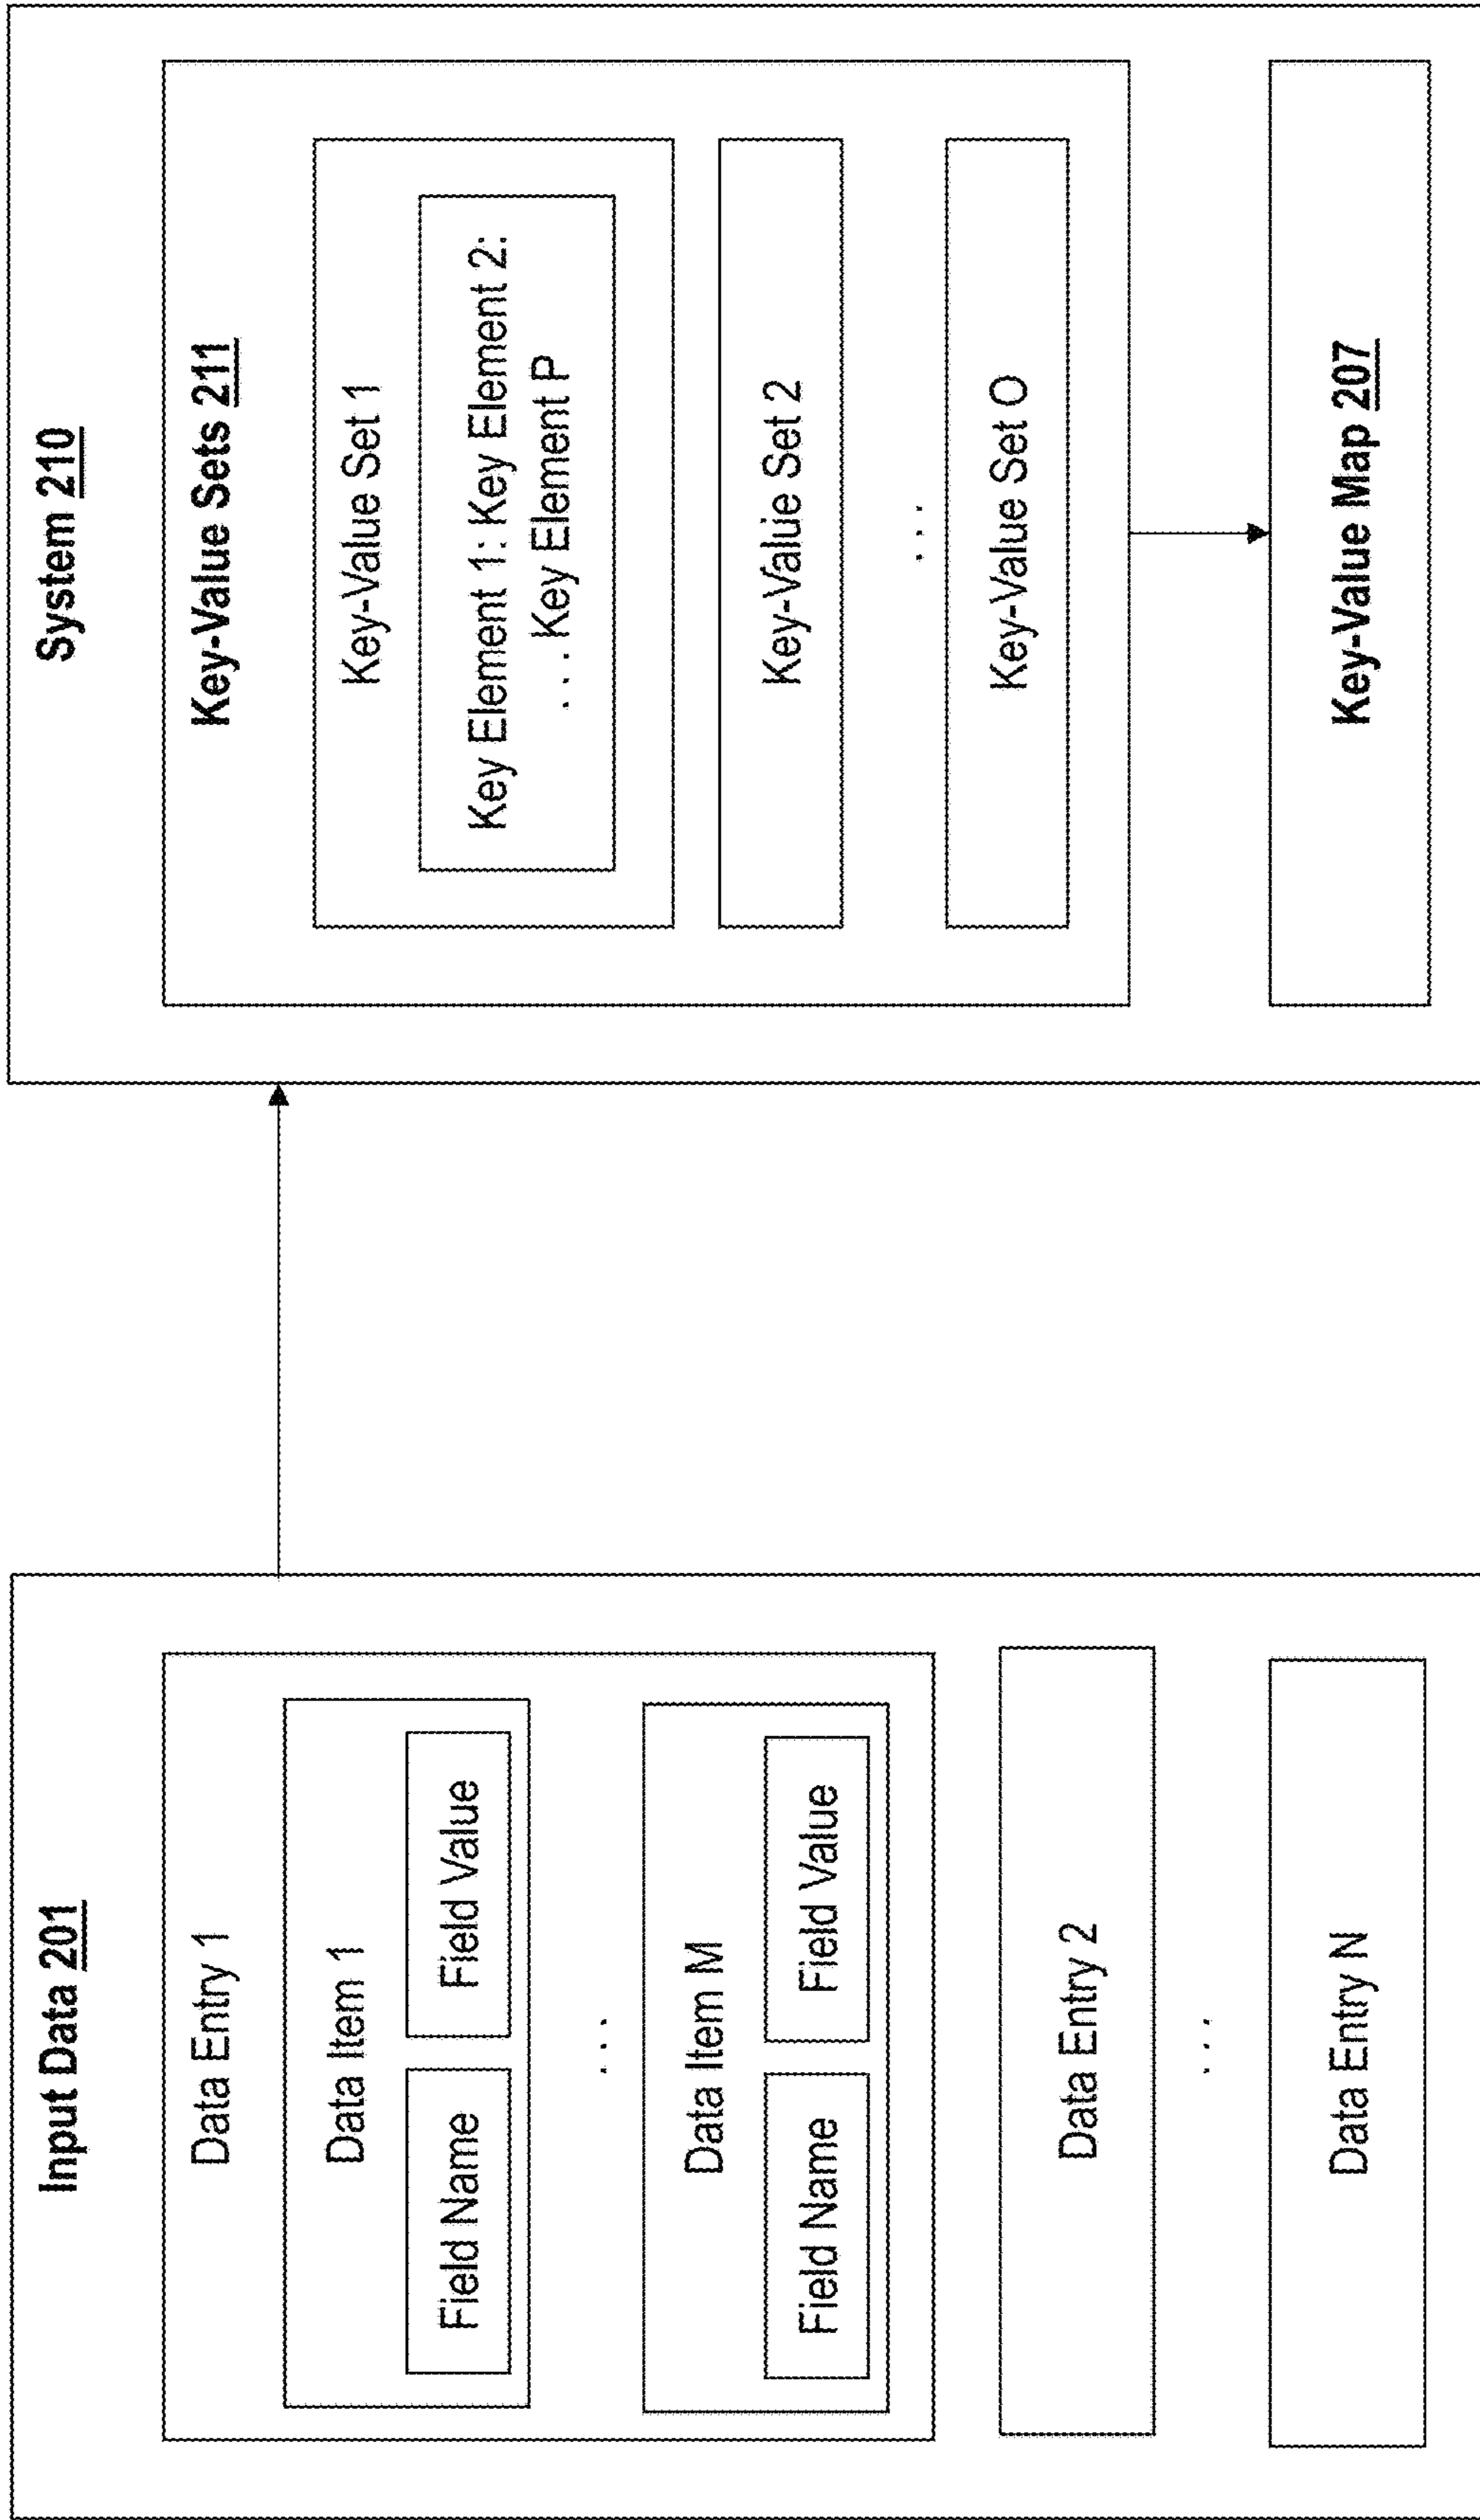 Input Data 201
Data Entry 1
Data Item 1
Field Name
Field Value
...
Data Item M
Field Name
Field Value
Data Entry 2
...
Data Entry N
System 210
Key-Value Sets 211
Key-Value Set 1
Key Element 1: Key Element 2:
... Key Element P
Key-Value Set 2
...
Key-Value Set O
Key-Value Map 207